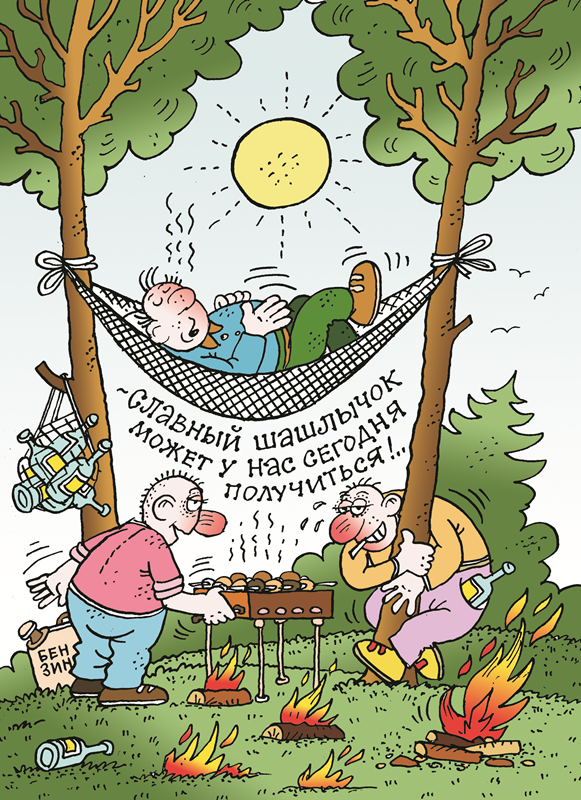 ~СЛАВНЫЙ ШАШЛЫЧОК
МОЖЕТ У НАС СЕГОДНЯ
ПОЛУЧИТЬСЯ!..
БЕН
ЗИН